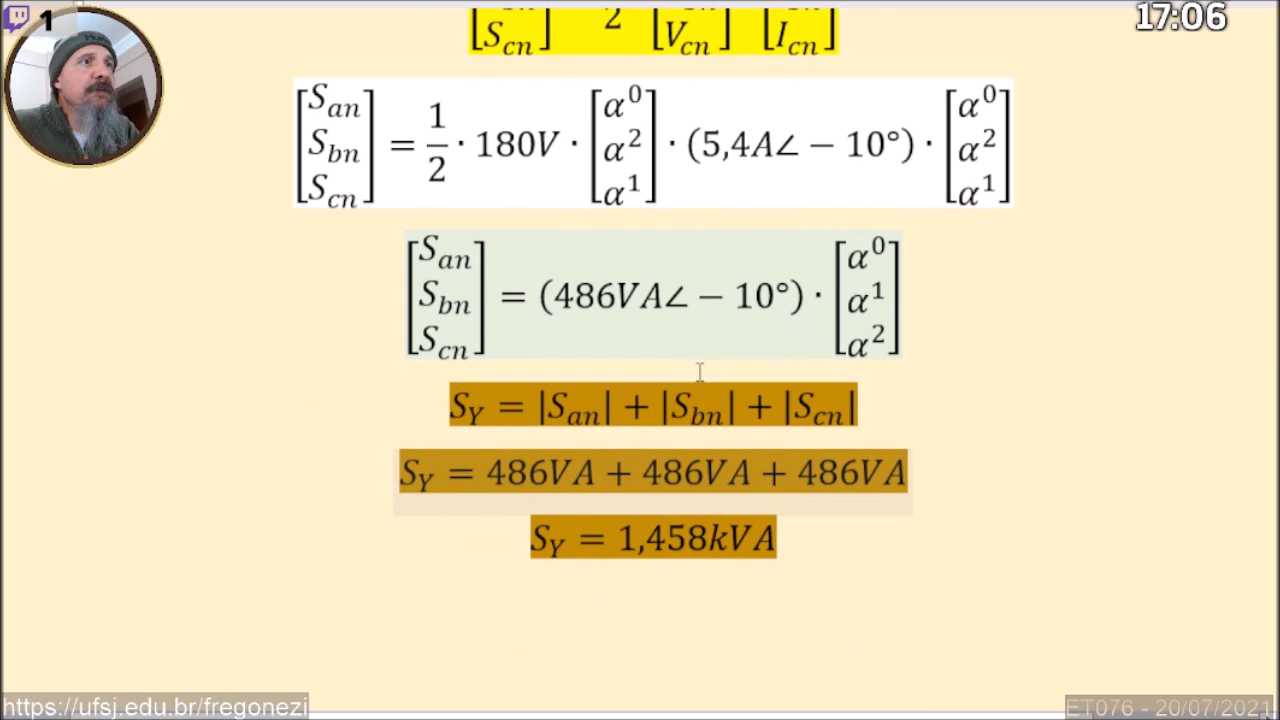 1
17:06
[S_cn] 2 [V_cn] [I_cn]
[S_an S_bn S_cn] = 1/2 · 180V · [α^0 α^2 α^1] · (5,4A∠ − 10°) · [α^0 α^2 α^1]
[S_an S_bn S_cn] = (486VA∠ − 10°) · [α^0 α^1 α^2]
S_Y = |S_an| + |S_bn| + |S_cn|
S_Y = 486VA + 486VA + 486VA
S_Y = 1,458kVA
https://ufsj.edu.br/fregonezi
ET076 - 20/07/2021